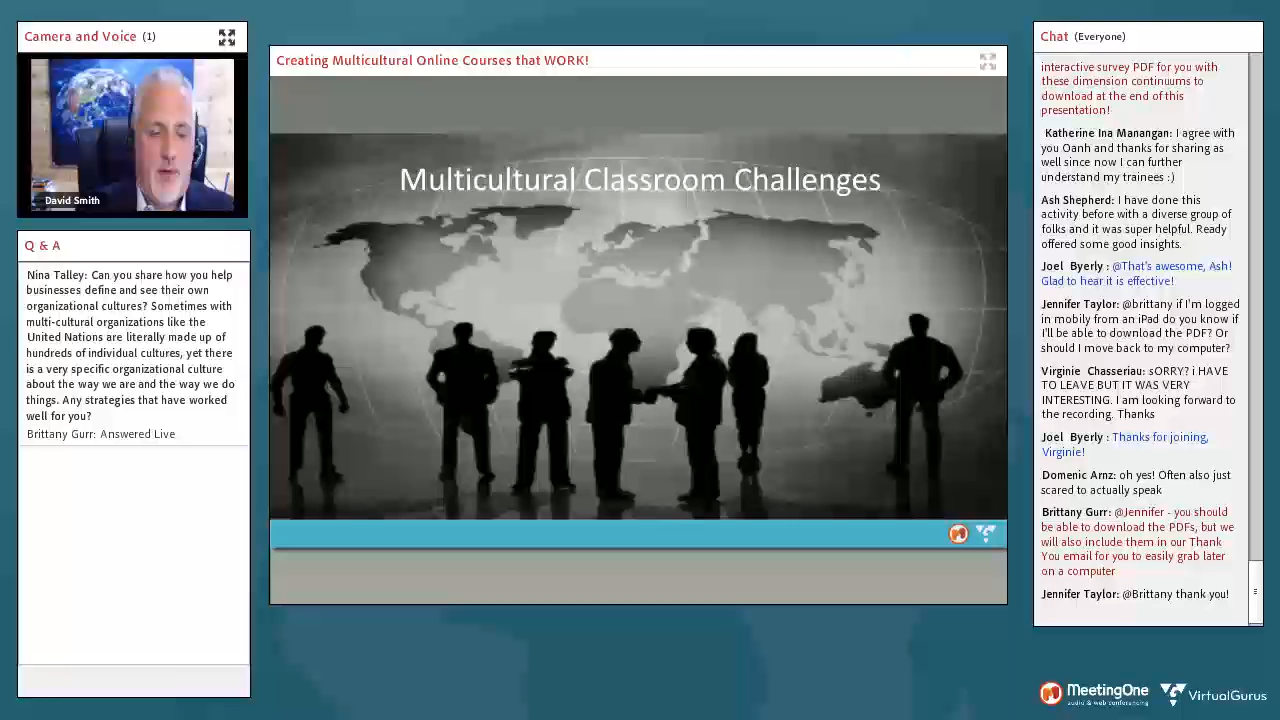 Camera and Voice (1)
David Smith
Q & A
Nina Talley: Can you share how you help
businesses define and see their own
organizational cultures? Sometimes with
multi-cultural organizations like the
United Nations are literally made up of
hundreds of individual cultures, yet there
is a very specific organizational culture
about the way we are and the way we do
things. Any strategies that have worked
well for you?
Brittany Gurr: Answered Live
Creating Multicultural Online Courses that WORK!
Multicultural Classroom Challenges
Chat (Everyone)
interactive survey PDF for you with
these dimension continuums to
download at the end of this
presentation!
Katherine Ina Manangan: I agree with
you Oanh and thanks for sharing as
well since now I can further
understand my trainees :)
Ash Shepherd: I have done this
activity before with a diverse group of
folks and it was super helpful. Ready
offered some good insights.
Joel Byerly : @That's awesome, Ash!
Glad to hear it is effective!
Jennifer Taylor: @brittany if I'm logged
in mobily from an iPad do you know if
I'll be able to download the PDF? Or
should I move back to my computer?
Virginie Chasseriau: sORRY? i HAVE
TO LEAVE BUT IT WAS VERY
INTERESTING. I am looking forward to
the recording. Thanks
Joel Byerly : Thanks for joining,
Virginie!
Domenic Arnz: oh yes! Often also just
scared to actually speak
Brittany Gurr: @Jennifer - you should
be able to download the PDFs, but we
will also include them in our Thank
You email for you to easily grab later
on a computer
Jennifer Taylor: @Brittany thank you!
MeetingOne
audio & web conferencing
VirtualGurus